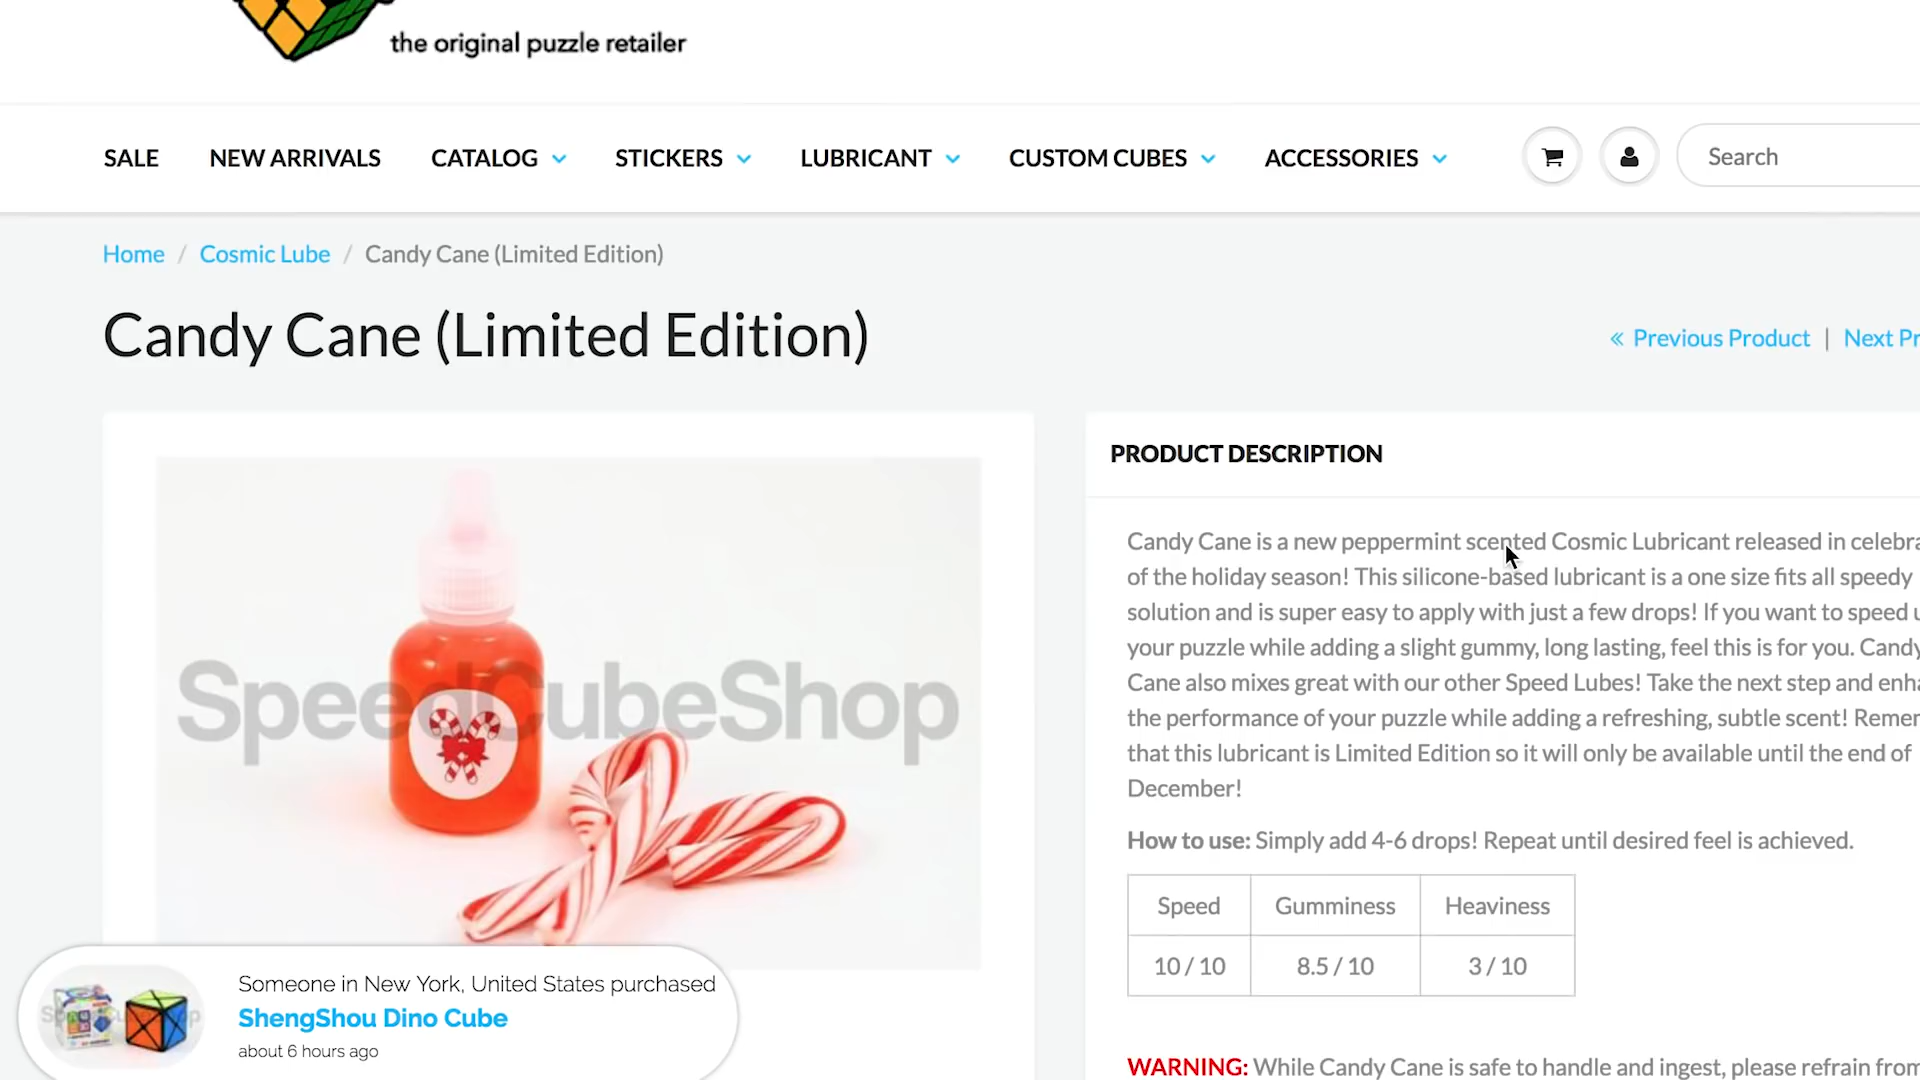 the original puzzle retailer
SALE NEW ARRIVALS CATALOG STICKERS LUBRICANT CUSTOM CUBES ACCESSORIES Search
Home / Cosmic Lube / Candy Cane (Limited Edition)
Candy Cane (Limited Edition)
« Previous Product | Next Pr
SpeedCubeShop
PRODUCT DESCRIPTION
Candy Cane is a new peppermint scented Cosmic Lubricant released in celebra
of the holiday season! This silicone-based lubricant is a one size fits all speedy
solution and is super easy to apply with just a few drops! If you want to speed u
your puzzle while adding a slight gummy, long lasting, feel this is for you. Candy
Cane also mixes great with our other Speed Lubes! Take the next step and enha
the performance of your puzzle while adding a refreshing, subtle scent! Remem
that this lubricant is Limited Edition so it will only be available until the end of
December!
How to use: Simply add 4-6 drops! Repeat until desired feel is achieved.
Speed Gumminess Heaviness
10 / 10 8.5 / 10 3 / 10
WARNING: While Candy Cane is safe to handle and ingest, please refrain from
Someone in New York, United States purchased
ShengShou Dino Cube
about 6 hours ago